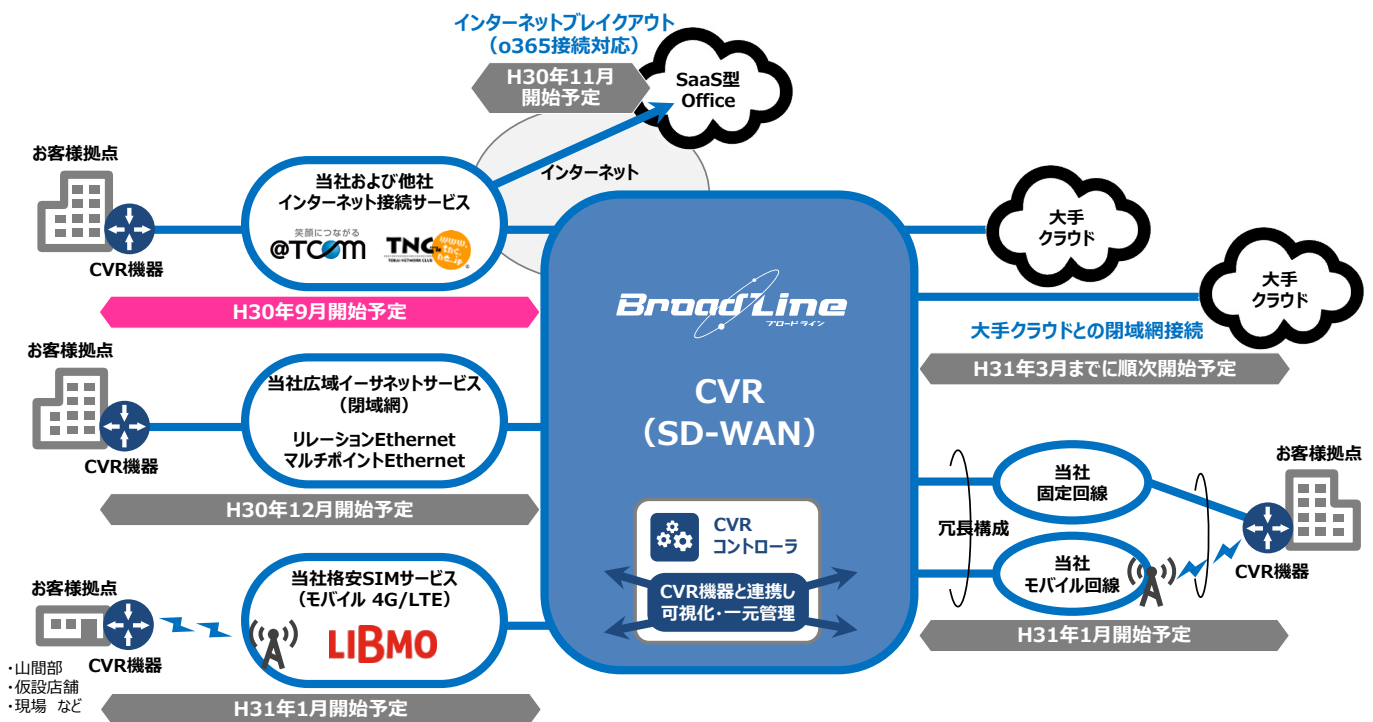 インターネットブレイクアウト
（o365接続対応）
H30年11月
開始予定
SaaS型
Office
インターネット
お客様拠点
CVR機器
当社および他社
インターネット接続サービス
笑顔につながる
@TCOM
TNC
The
www.
tnc.
ne.jp
TOKAI NETWORK CLUB
®
H30年9月開始予定
お客様拠点
CVR機器
当社広域イーサネットサービス
（閉域網）
リレーションEthernet
マルチポイントEthernet
H30年12月開始予定
お客様拠点
CVR機器
・山間部
・仮設店舗
・現場 など
当社格安SIMサービス
（モバイル 4G/LTE）
LIBMO
H31年1月開始予定
BroadLine
ブロードライン
CVR
（SD-WAN）
CVR
コントローラ
CVR機器と連携し
可視化・一元管理
大手
クラウド
大手
クラウド
大手クラウドとの閉域網接続
H31年3月までに順次開始予定
当社
固定回線
冗長構成
当社
モバイル回線
お客様拠点
CVR機器
H31年1月開始予定